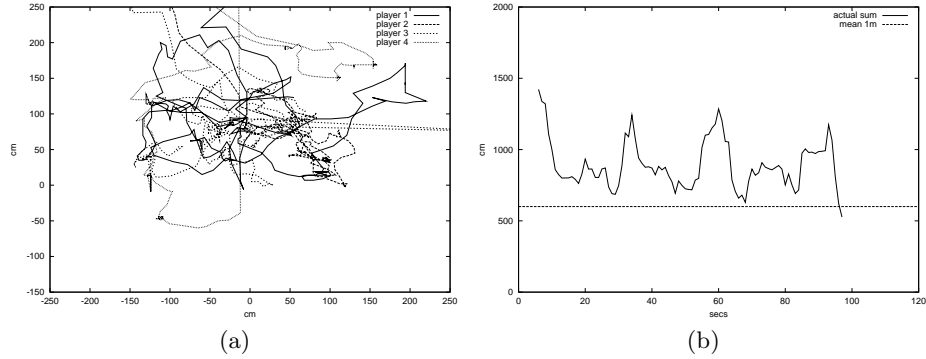 player 1
player 2
player 3
player 4
250
200
150
100
50
0
-50
-100
-150
cm
-250 -200 -150 -100 -50 0 50 100 150 200 250
cm
(a)
actual sum
mean 1m
2000
1500
1000
500
0
cm
0 20 40 60 80 100 120
secs
(b)